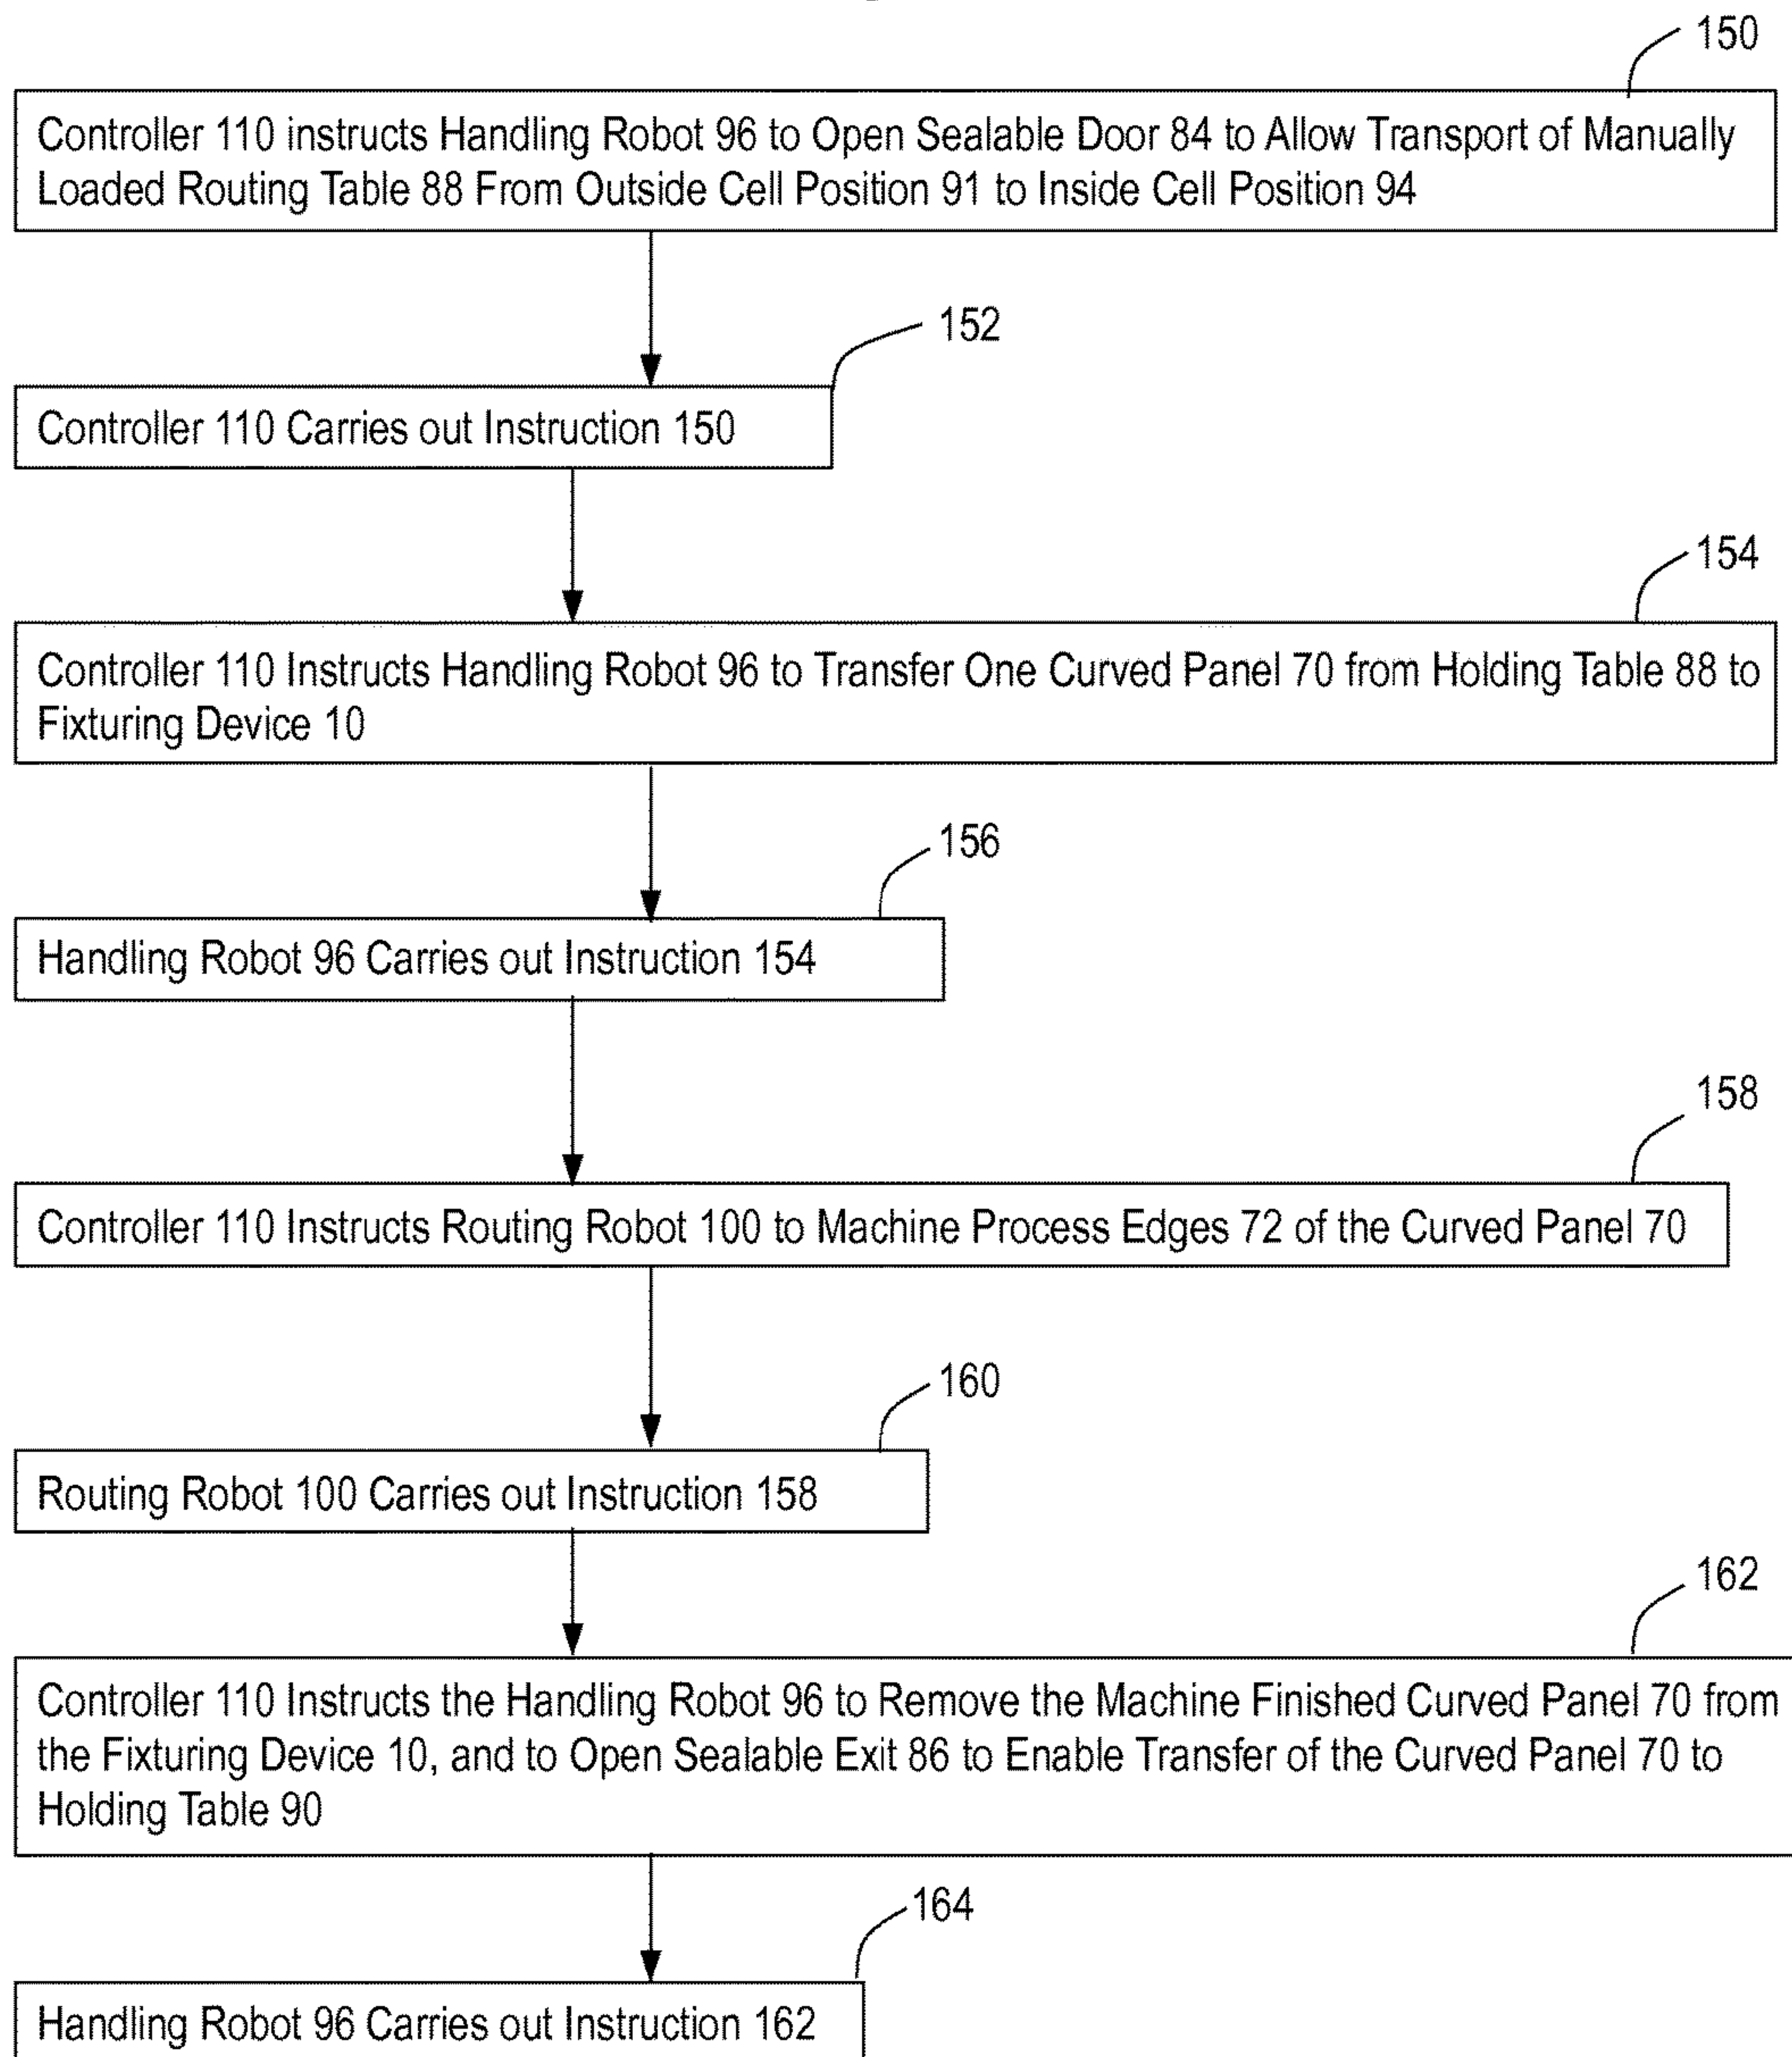 150
Controller 110 instructs Handling Robot 96 to Open Sealable Door 84 to Allow Transport of Manually
Loaded Routing Table 88 From Outside Cell Position 91 to Inside Cell Position 94
152
Controller 110 Carries out Instruction 150
154
Controller 110 Instructs Handling Robot 96 to Transfer One Curved Panel 70 from Holding Table 88 to
Fixturing Device 10
156
Handling Robot 96 Carries out Instruction 154
158
Controller 110 Instructs Routing Robot 100 to Machine Process Edges 72 of the Curved Panel 70
160
Routing Robot 100 Carries out Instruction 158
162
Controller 110 Instructs the Handling Robot 96 to Remove the Machine Finished Curved Panel 70 from
the Fixturing Device 10, and to Open Sealable Exit 86 to Enable Transfer of the Curved Panel 70 to
Holding Table 90
164
Handling Robot 96 Carries out Instruction 162